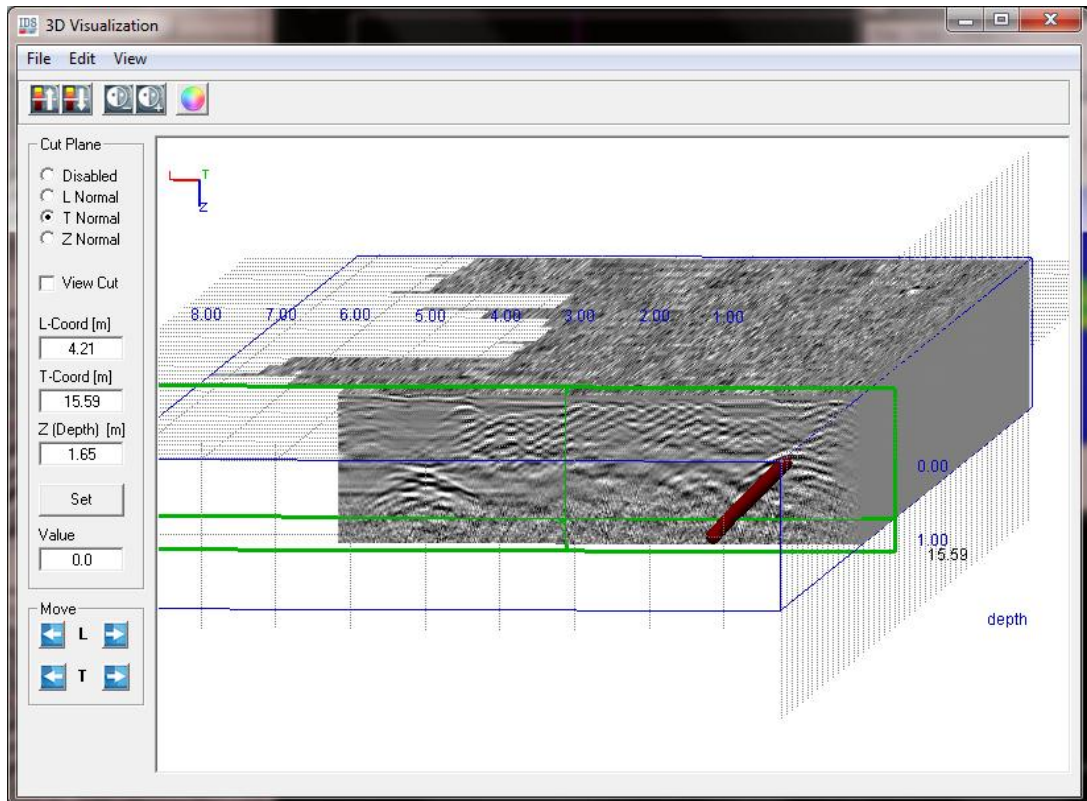 IDS 3D Visualization
File Edit View
Cut Plane
Disabled
L Normal
T Normal
Z Normal
View Cut
L-Coord [m]
4.21
T-Coord [m]
15.59
Z (Depth) [m]
1.65
Set
Value
0.0
Move
L
T
L T
Z
8.00 7.00 6.00 5.00 4.00 3.00 2.00 1.00
0.00
1.00
15.59
depth